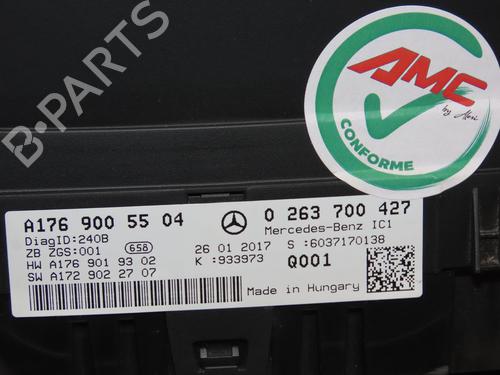 B-PARTS
AMC
by Alexi
CONFORME
A176 900 55 04
0 263 700 427
DiagID:240B
Mercedes-Benz IC1
ZB ZGS:001
658
26 01 2017
S :6037170138
HW A176 901 93 02
K :933973
Q001
SW A172 902 27 07
Made in Hungary